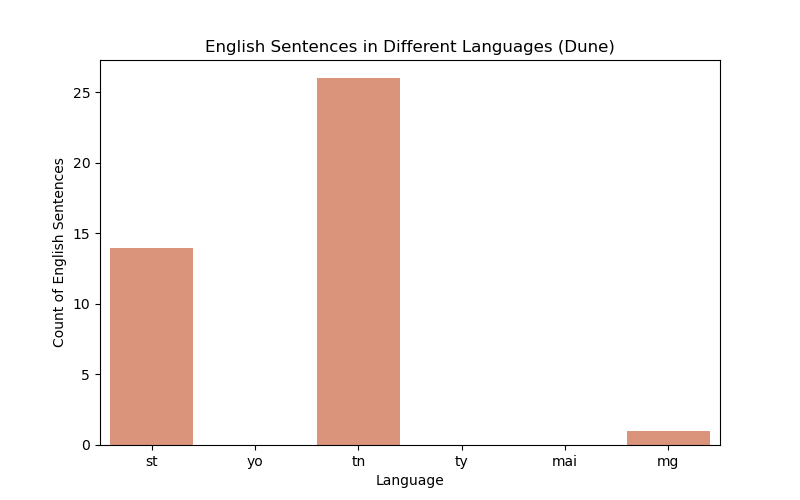 English Sentences in Different Languages (Dune)
25
20
15
10
5
0
Count of English Sentences
st yo tn ty mai mg
Language